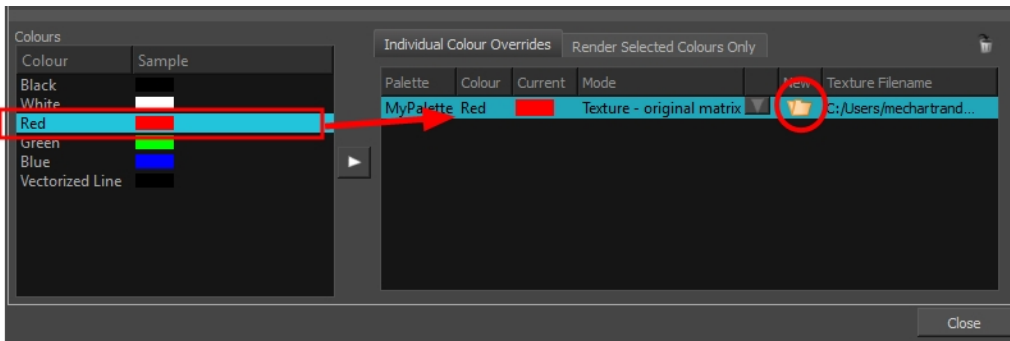 Colours
Colour Sample
Black
White
Red
Green
Blue
Vectorized Line
Individual Colour Overrides Render Selected Colours Only
Palette Colour Current Mode New Texture Filename
MyPalette Red Texture - original matrix C:/Users/mechartrand...
Close